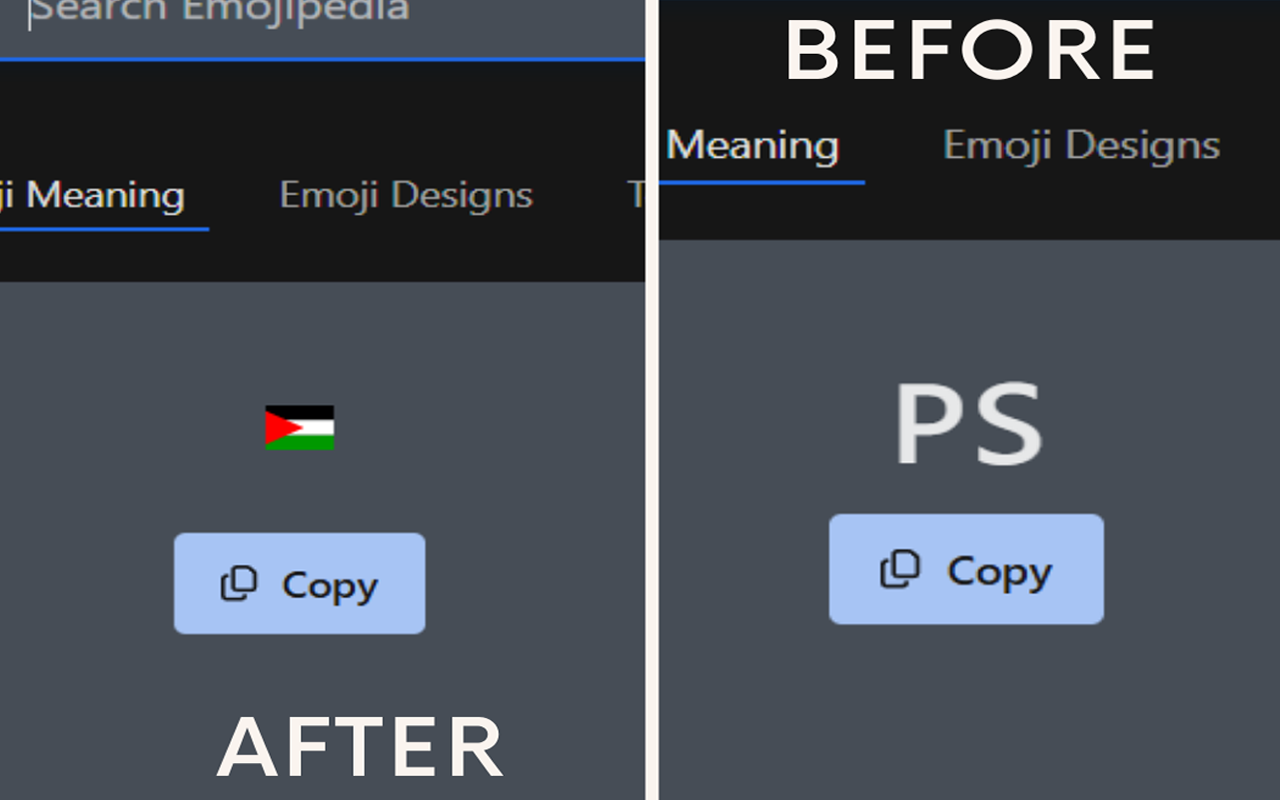 Search Emojipedia
ji Meaning
Emoji Designs
T
Copy
AFTER
BEFORE
Meaning
Emoji Designs
PS
Copy